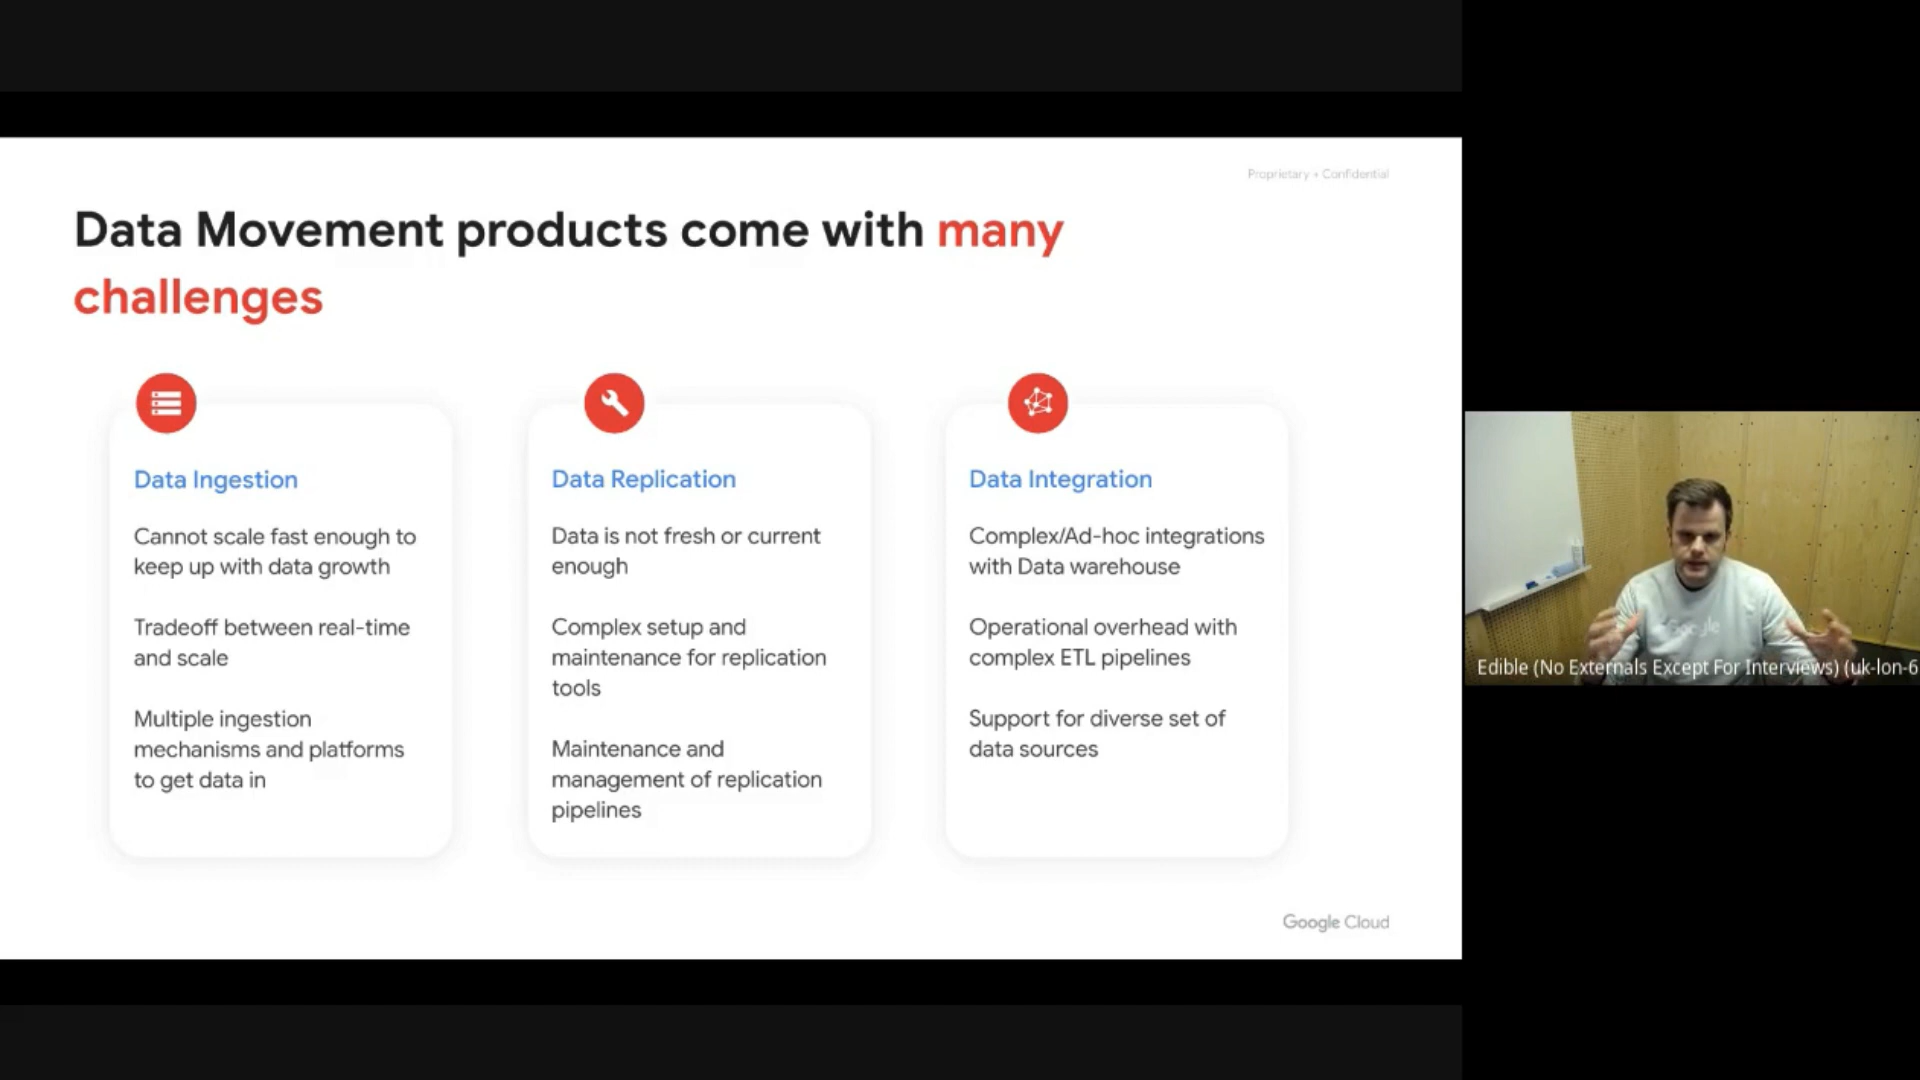 Proprietary + Confidential
Data Movement products come with many
challenges
Data Ingestion
Cannot scale fast enough to
keep up with data growth
Tradeoff between real-time
and scale
Multiple ingestion
mechanisms and platforms
to get data in
Data Replication
Data is not fresh or current
enough
Complex setup and
maintenance for replication
tools
Maintenance and
management of replication
pipelines
Data Integration
Complex/Ad-hoc integrations
with Data warehouse
Operational overhead with
complex ETL pipelines
Support for diverse set of
data sources
Google Cloud
Google
Edible (No Externals Except For Interviews) (uk-lon-6